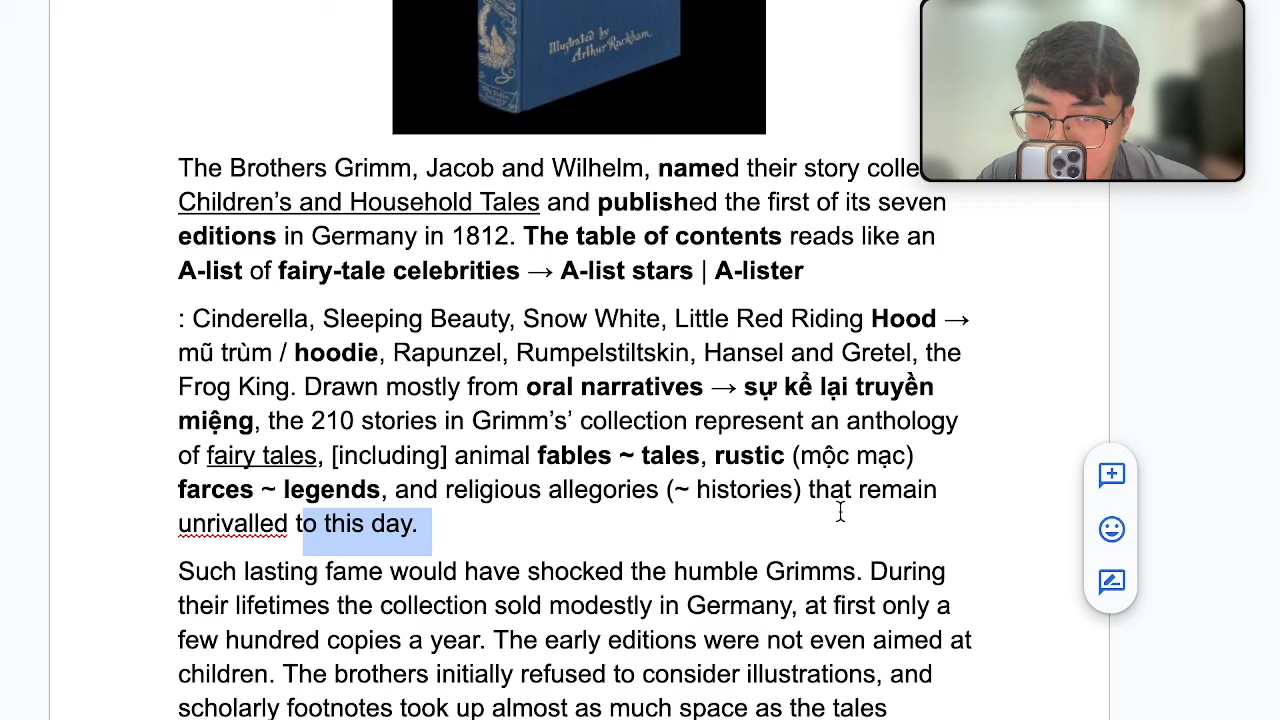 Illustrated by
Arthur Rackham
The Brothers Grimm, Jacob and Wilhelm, named their story colle
Children’s and Household Tales and published the first of its seven
editions in Germany in 1812. The table of contents reads like an
A-list of fairy-tale celebrities → A-list stars | A-lister
: Cinderella, Sleeping Beauty, Snow White, Little Red Riding Hood →
mũ trùm / hoodie, Rapunzel, Rumpelstiltskin, Hansel and Gretel, the
Frog King. Drawn mostly from oral narratives → sự kể lại truyền
miệng, the 210 stories in Grimm’s’ collection represent an anthology
of fairy tales, [including] animal fables ~ tales, rustic (mộc mạc)
farces ~ legends, and religious allegories (~ histories) that remain
unrivalled to this day.
Such lasting fame would have shocked the humble Grimms. During
their lifetimes the collection sold modestly in Germany, at first only a
few hundred copies a year. The early editions were not even aimed at
children. The brothers initially refused to consider illustrations, and
scholarly footnotes took up almost as much space as the tales